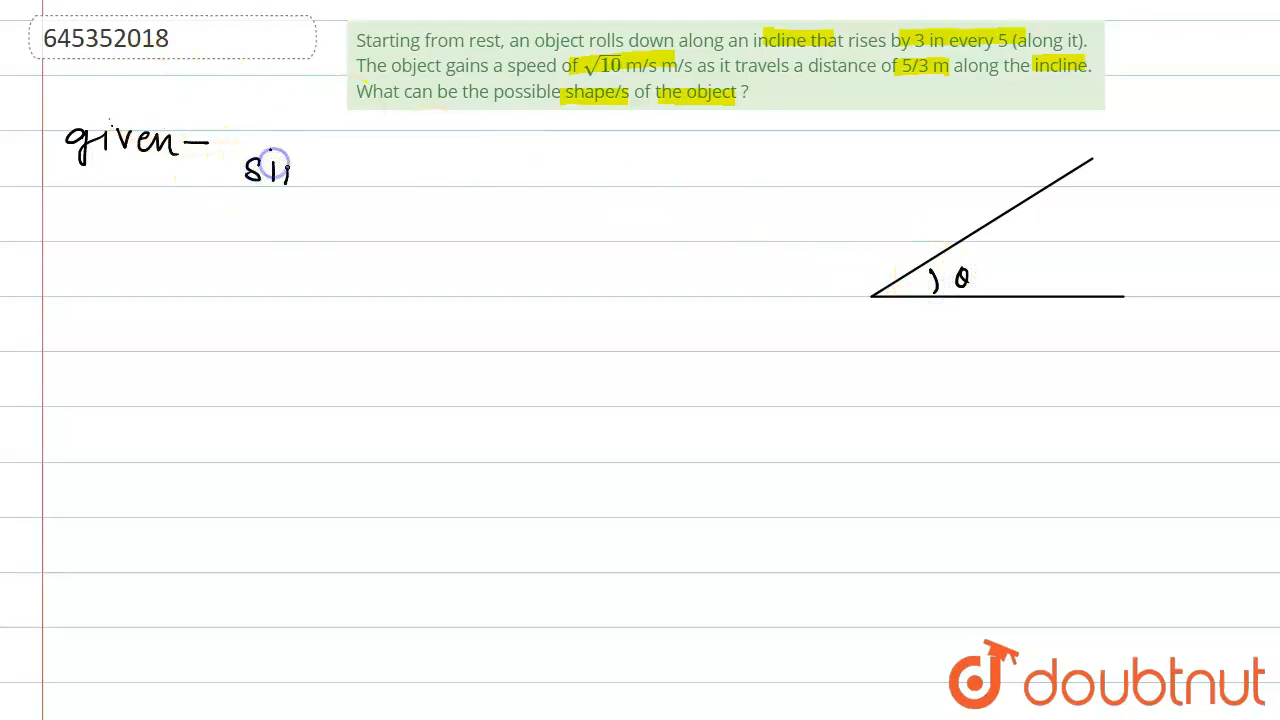 645352018
Starting from rest, an object rolls down along an incline that rises by 3 in every 5 (along it).
The object gains a speed of √10 m/s m/s as it travels a distance of 5/3 m along the incline.
What can be the possible shape/s of the object ?
given —
si
θ
doubtnut